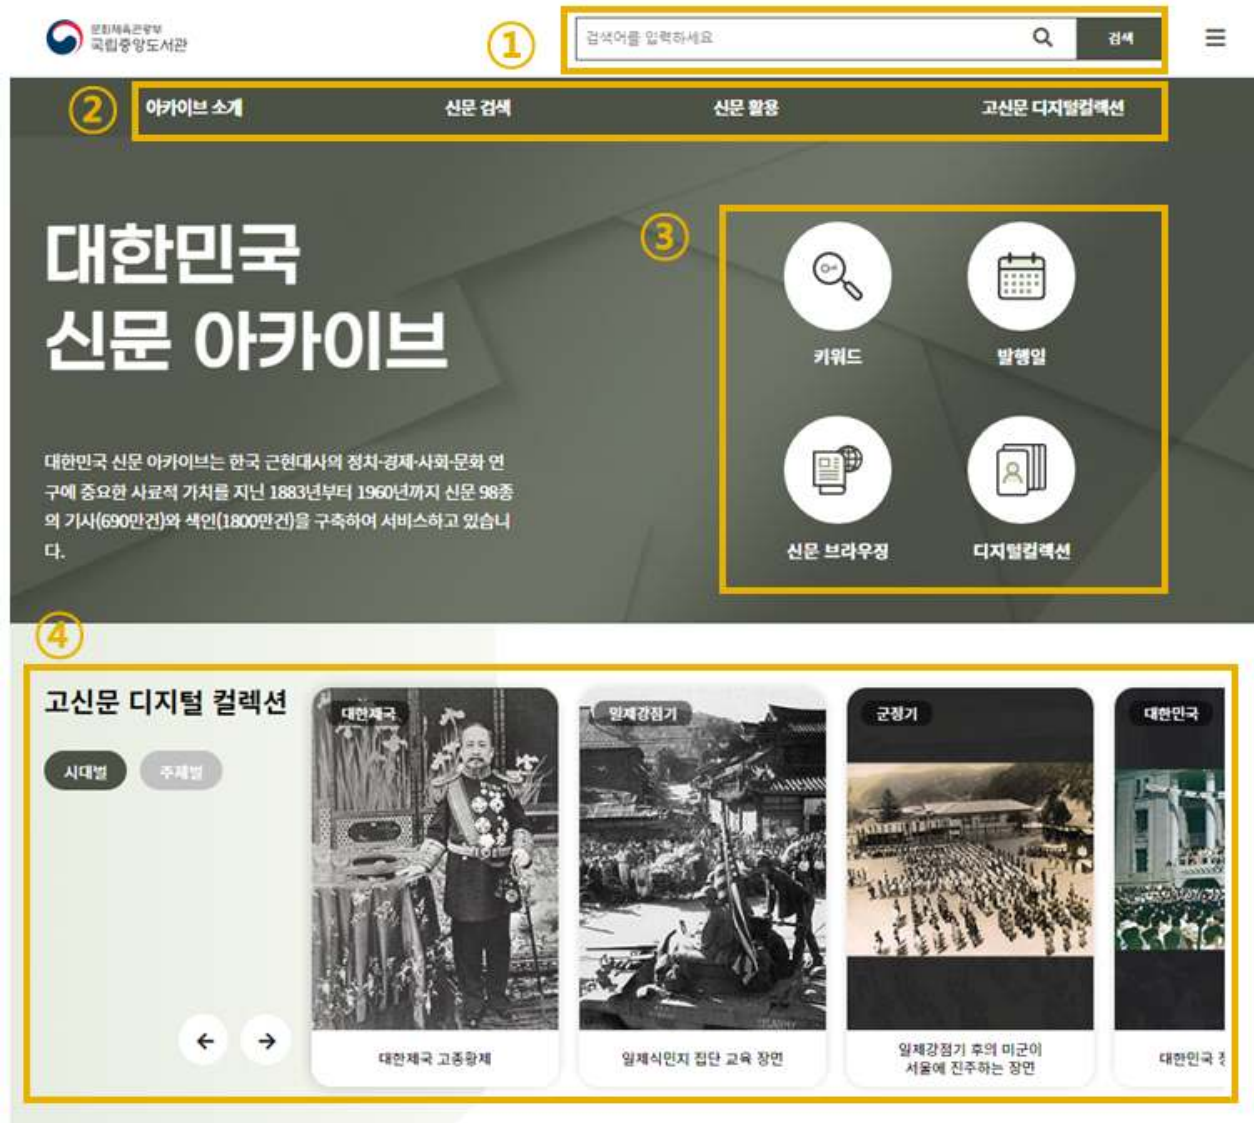 문화체육관광부
국립중앙도서관
①
검색어를 입력하세요
검색
②
아카이브 소개
신문 검색
신문 활용
고신문 디지털컬렉션
대한민국
신문 아카이브
③
키워드
발행일
대한민국 신문 아카이브는 한국 근현대사의 정치·경제·사회·문화 연
구에 중요한 사료적 가치를 지닌 1883년부터 1960년까지 신문 98종
의 기사(690만건)와 색인(1800만건)을 구축하여 서비스하고 있습니
다.
신문 브라우징
디지털컬렉션
④
고신문 디지털 컬렉션
시대별
주제별
대한제국
일제강점기
군정기
대한민국
대한제국 고종황제
일제식민지 집단 교육 장면
일제강점기 후의 미군이
서울에 진주하는 장면
대한민국